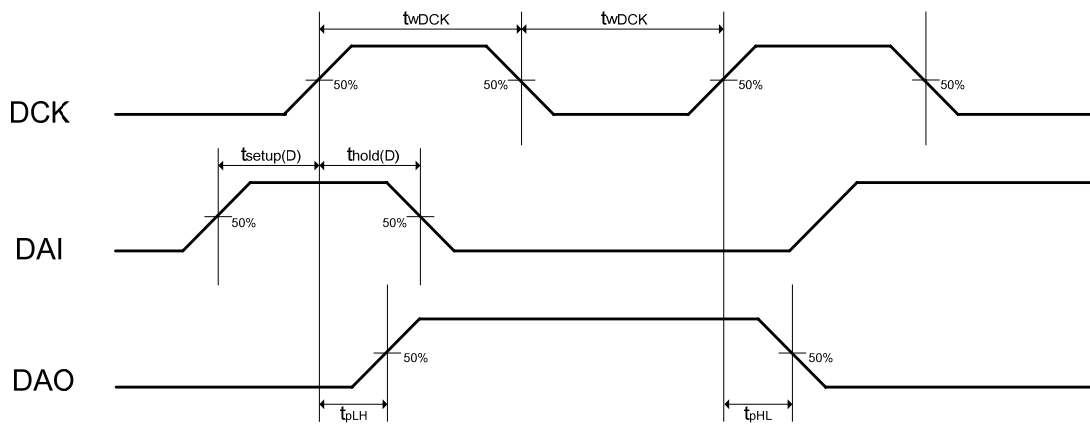 twDCK twDCK
DCK 50% 50% 50% 50%
tsetup(D) thold(D)
DAI 50% 50%
DAO 50% 50%
tpLH tpHL